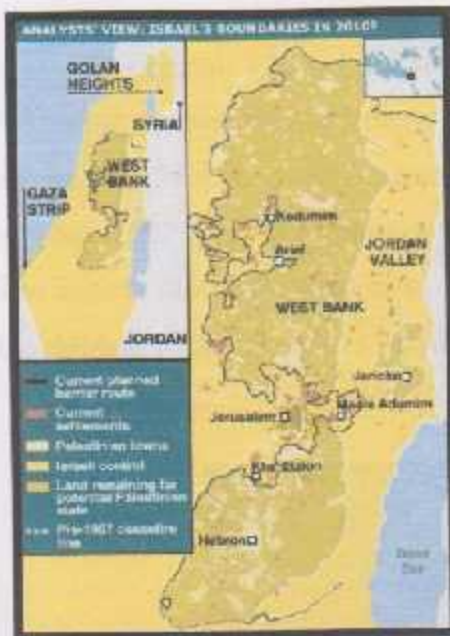 ANALYSTS' VIEW: ISRAEL'S BOUNDARIES IN 2010?
GOLAN
HEIGHTS
SYRIA
WEST
BANK
GAZA
STRIP
JORDAN
Kedumim
Ariel
JORDAN
VALLEY
WEST BANK
Jericho
Maale Adumim
Jerusalem
Hebron
Dead
Sea
Current planned
barrier route
Current
settlements
Palestinian towns
Israeli control
Land remaining for
potential Palestinian
state
Pre-1967 ceasefire
line